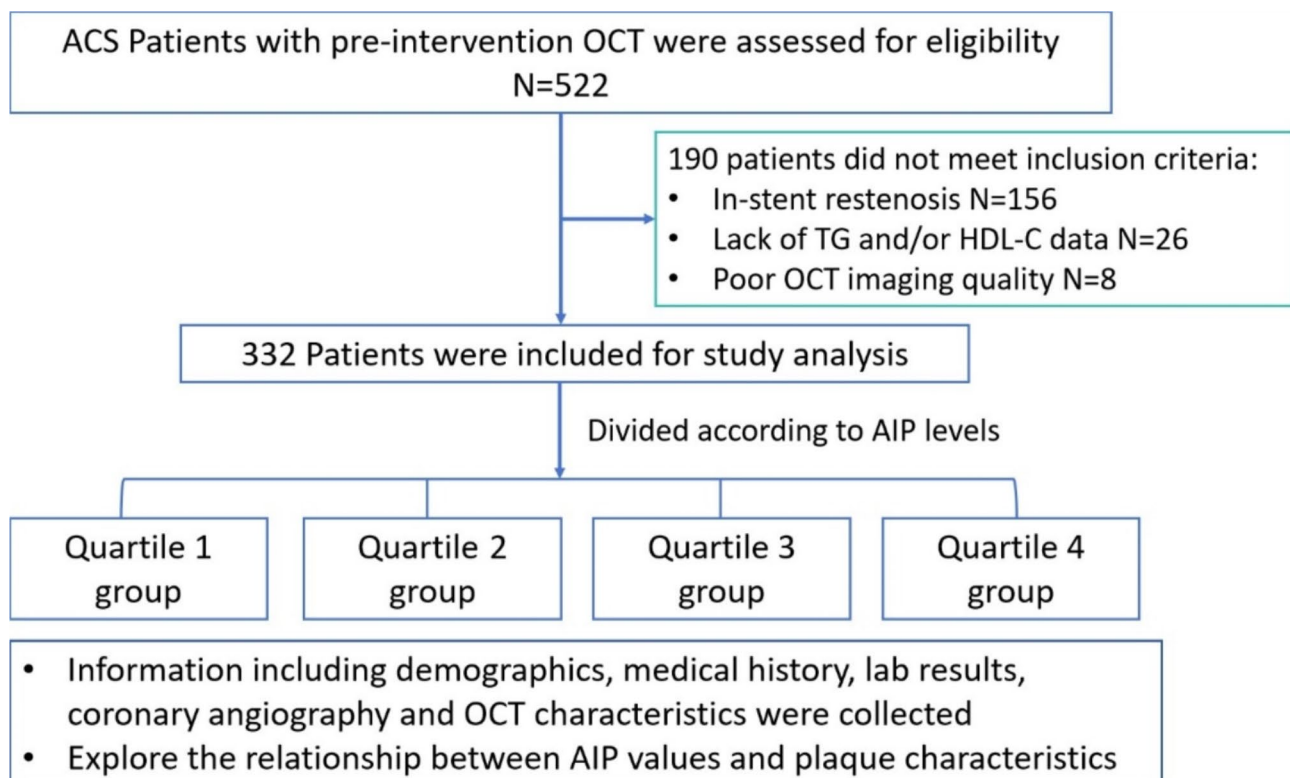 ACS Patients with pre-intervention OCT were assessed for eligibility
N=522
190 patients did not meet inclusion criteria:
• In-stent restenosis N=156
• Lack of TG and/or HDL-C data N=26
• Poor OCT imaging quality N=8
332 Patients were included for study analysis
Divided according to AIP levels
Quartile 1
group
Quartile 2
group
Quartile 3
group
Quartile 4
group
• Information including demographics, medical history, lab results,
coronary angiography and OCT characteristics were collected
• Explore the relationship between AIP values and plaque characteristics